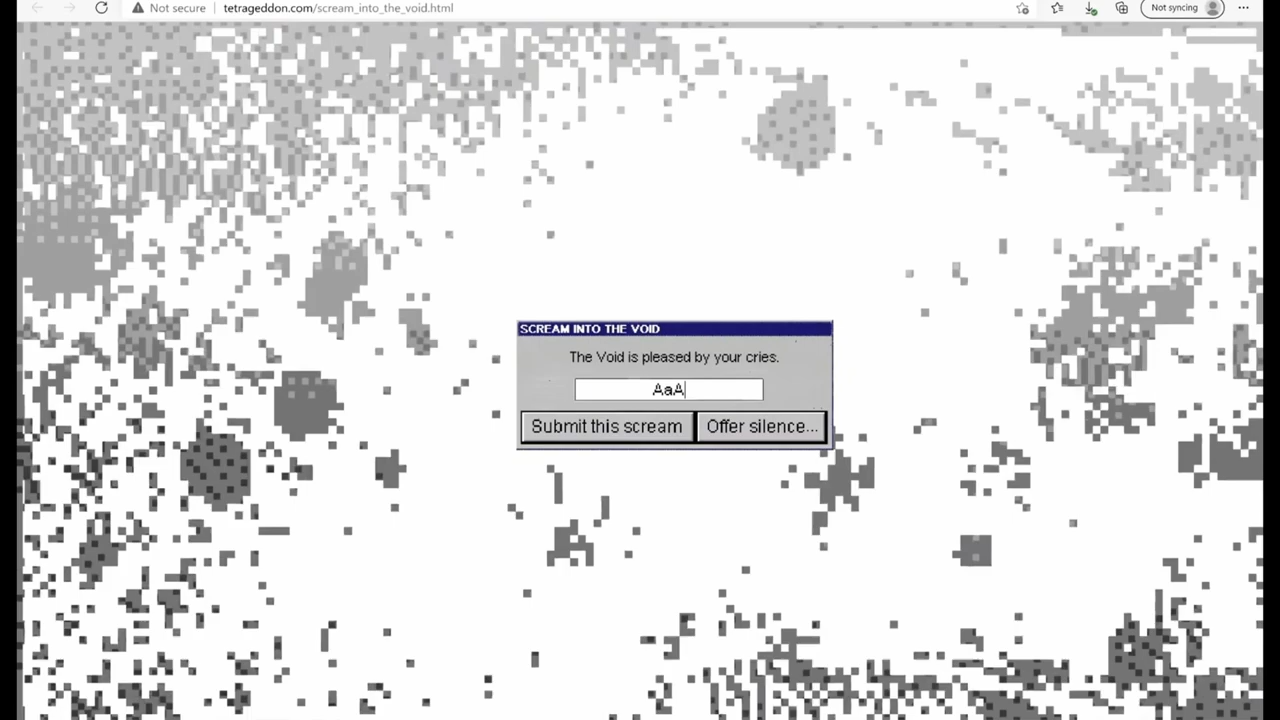 Not secure
tetrageddon.com/scream_into_the_void.html
Not syncing
SCREAM INTO THE VOID
The Void is pleased by your cries.
AaA
Submit this scream
Offer silence...